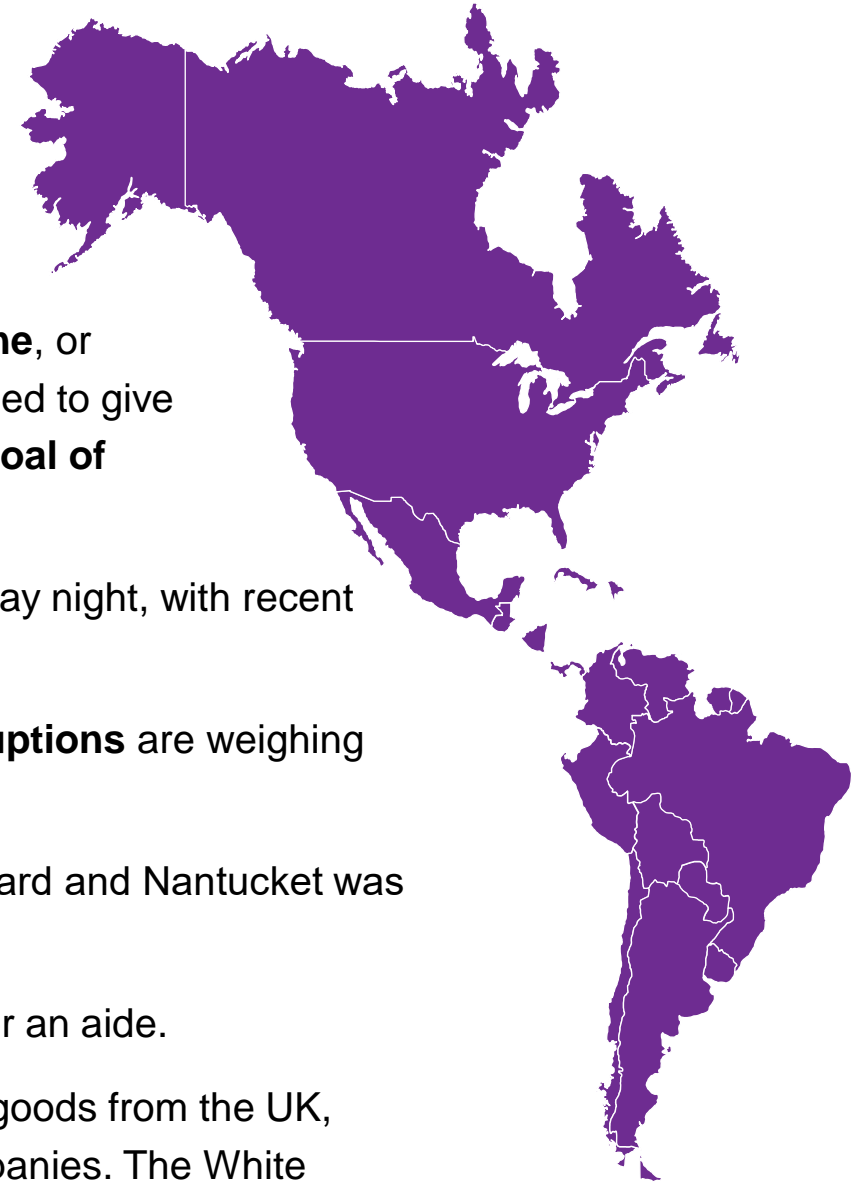 ne, or
ed to give
oal of
ay night, with recent
uptions are weighing
ard and Nantucket was
r an aide.
goods from the UK,
panies. The White